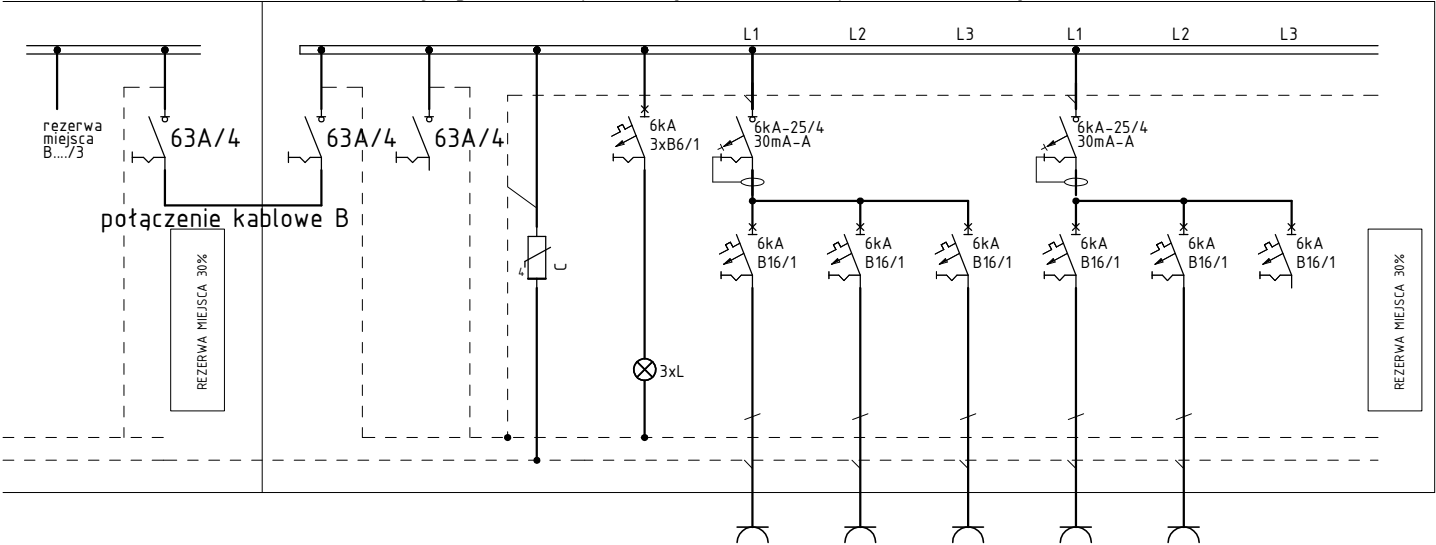 L1
L2
L3
L1
L2
L3
rezerwa
miejsca
B..../3
63A/4
63A/4
63A/4
6kA
3xB6/1
6kA-25/4
30mA-A
6kA-25/4
30mA-A
połączenie kablowe B
REZERWA MIEJSCA 30%
4
C
6kA
B16/1
6kA
B16/1
6kA
B16/1
6kA
B16/1
6kA
B16/1
6kA
B16/1
REZERWA MIEJSCA 30%
3xL